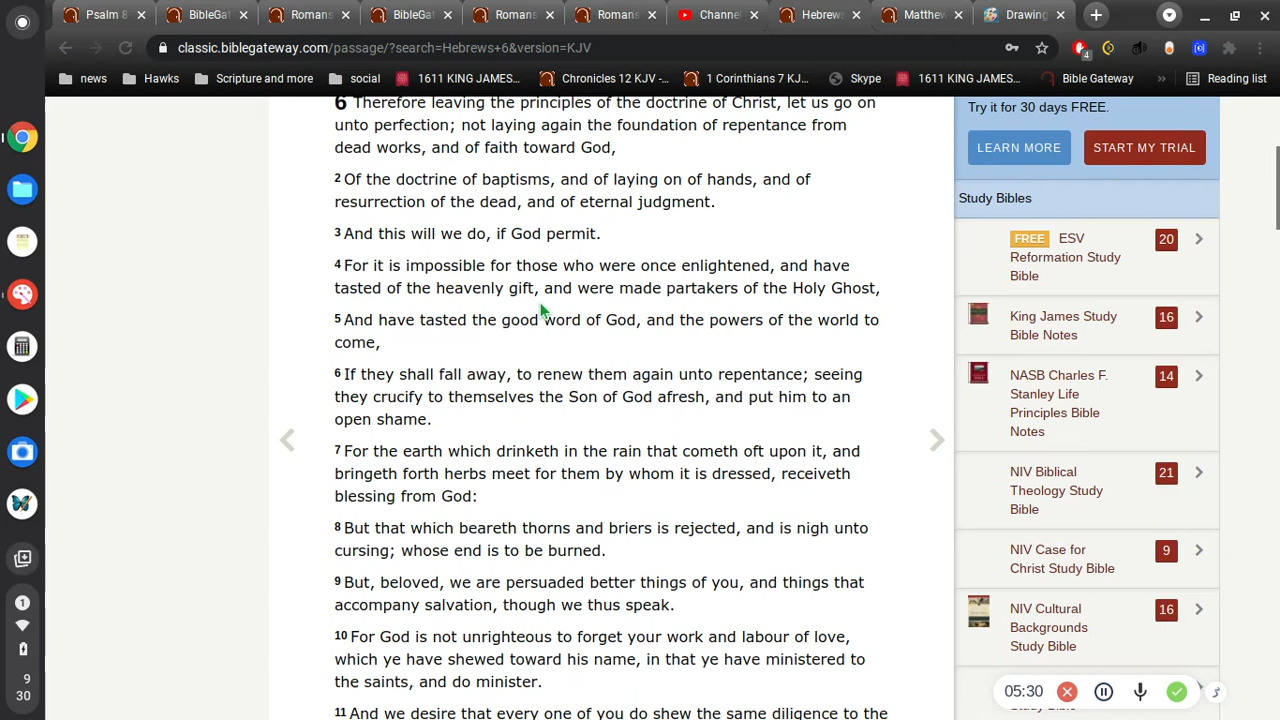 Psalm 8
BibleGat
Romans
BibleGat
Romans
Romans
Channel
Hebrews
Matthew
Drawing
classic.biblegateway.com/passage/?search=Hebrews+6&version=KJV
4
news
Hawks
Scripture and more
social
1611 KING JAMES...
Chronicles 12 KJV -...
1 Corinthians 7 KJ...
Skype
1611 KING JAMES...
Bible Gateway
»
Reading list
6 Therefore leaving the principles of the doctrine of Christ, let us go on
unto perfection; not laying again the foundation of repentance from
dead works, and of faith toward God,
2 Of the doctrine of baptisms, and of laying on of hands, and of
resurrection of the dead, and of eternal judgment.
3 And this will we do, if God permit.
4 For it is impossible for those who were once enlightened, and have
tasted of the heavenly gift, and were made partakers of the Holy Ghost,
5 And have tasted the good word of God, and the powers of the world to
come,
6 If they shall fall away, to renew them again unto repentance; seeing
they crucify to themselves the Son of God afresh, and put him to an
open shame.
7 For the earth which drinketh in the rain that cometh oft upon it, and
bringeth forth herbs meet for them by whom it is dressed, receiveth
blessing from God:
8 But that which beareth thorns and briers is rejected, and is nigh unto
cursing; whose end is to be burned.
9 But, beloved, we are persuaded better things of you, and things that
accompany salvation, though we thus speak.
10 For God is not unrighteous to forget your work and labour of love,
which ye have shewed toward his name, in that ye have ministered to
the saints, and do minister.
11 And we desire that every one of you do shew the same diligence to the
Try it for 30 days FREE.
LEARN MORE
START MY TRIAL
Study Bibles
FREE ESV
Reformation Study
Bible
20
King James Study
Bible Notes
16
NASB Charles F.
Stanley Life
Principles Bible
Notes
14
NIV Biblical
Theology Study
Bible
21
NIV Case for
Christ Study Bible
9
NIV Cultural
Backgrounds
Study Bible
16
05:30
1
9
30